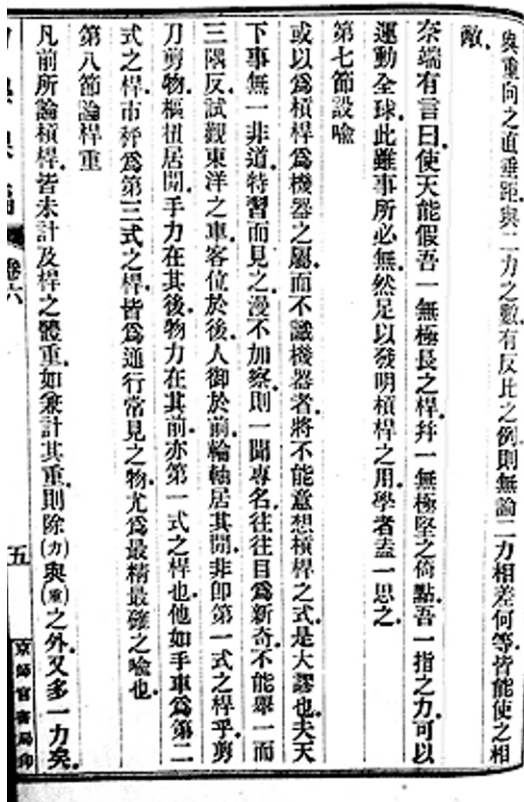 與重向之直垂距與二力之數有反比之例則無論二力相差何等皆能使之相
敵
奈端有言曰使天能假吾一無極長之桿幷一無極堅之倚點吾一指之力可以
運動全球此難事所必無然足以發明槓桿之用學者盍一思之
第七節設喩
或以爲槓桿爲機器之屬而不識機器者將不能意想槓桿之式是大謬也夫天
下事無一非道特習而見之漫不加察則一聞專名往往目爲新奇不能舉一而
三隅反試觀東洋之車客位於後人御於前輪軸居其間非卽第一式之桿乎剪
刀剪物樞扭居間手力在其後物力在其前亦第一式之桿也他如手車爲第二
式之桿市秤爲第三式之桿皆爲通行常見之物尤爲最精最確之喩也
第八節論桿重
凡前所論槓桿皆未計及桿之體重如兼計其重則除(力)與(重)之外又多一力矣
卷六
五
京師官書局印